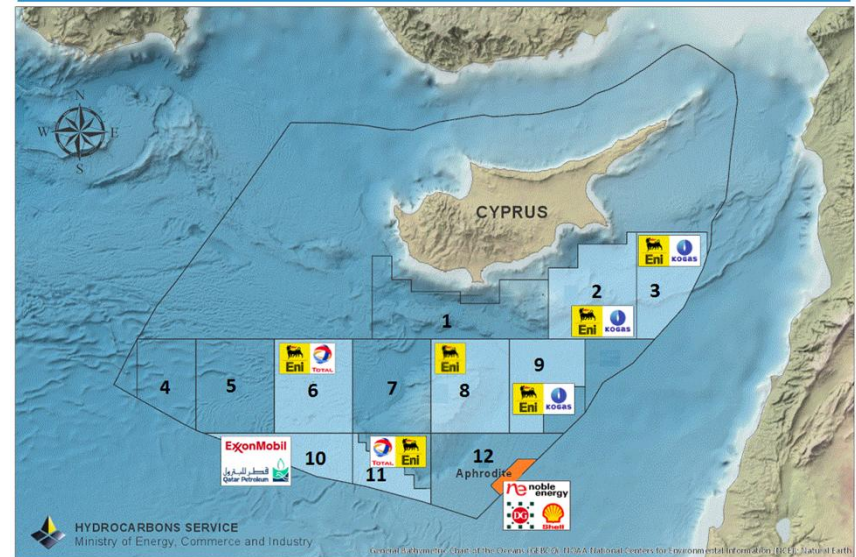 N
W E
S
CYPRUS
Eni KOGAS
2
3
Eni KOGAS
1
Eni TOTAL
Eni
9
4
5
6
7
8
Eni KOGAS
ExxonMobil
قطر للبترول
Qatar Petroleum
10
TOTAL Eni
11
12
Aphrodite
ne noble energy
DG Shell
HYDROCARBONS SERVICE
Ministry of Energy, Commerce and Industry